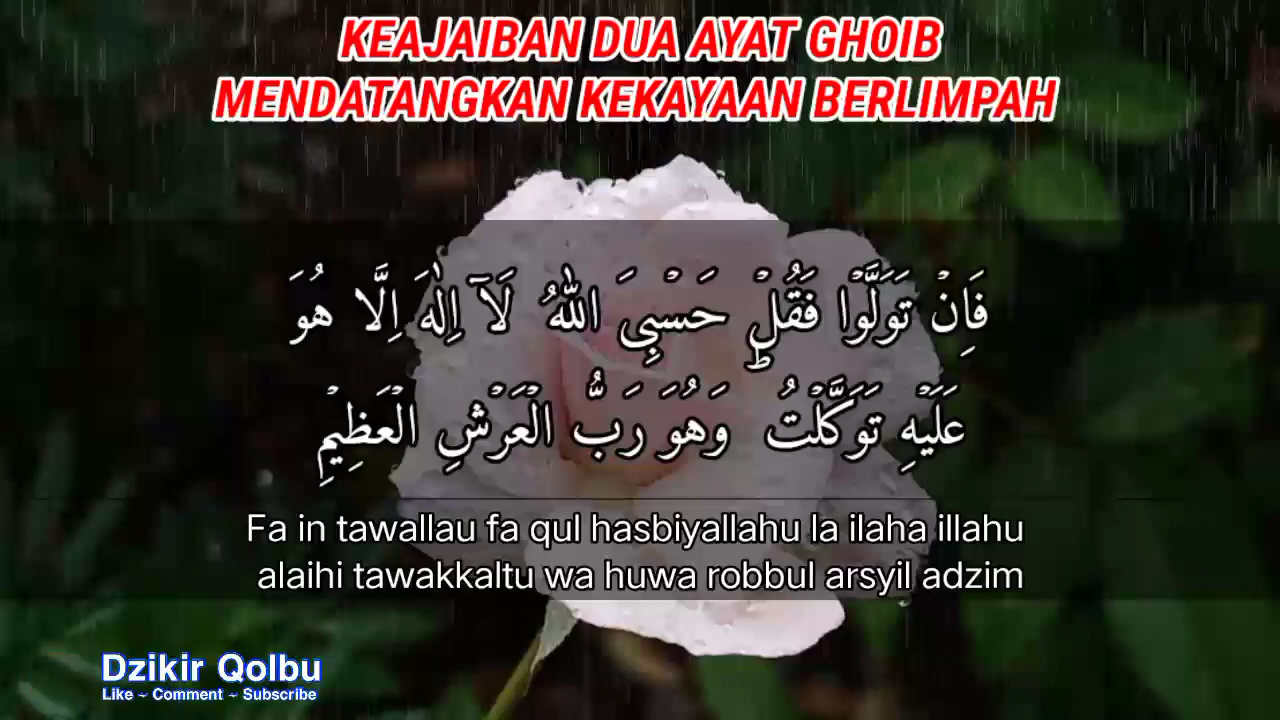 KEAJAIBAN DUA AYAT GHOIB
MENDATANGKAN KEKAYAAN BERLIMPAH
فَاِنْ تَوَلَّوْا فَقُلْ حَسْبِيَ اللّٰهُ ۖ لَآ اِلٰهَ اِلَّا هُوَ ۗ
عَلَيْهِ تَوَكَّلْتُ وَهُوَ رَبُّ الْعَرْشِ الْعَظِيْمِ
Fa in tawallau fa qul hasbiyallahu la ilaha illahu
alaihi tawakkaltu wa huwa robbul arsyil adzim
Dzikir Qolbu
Like ~ Comment ~ Subscribe